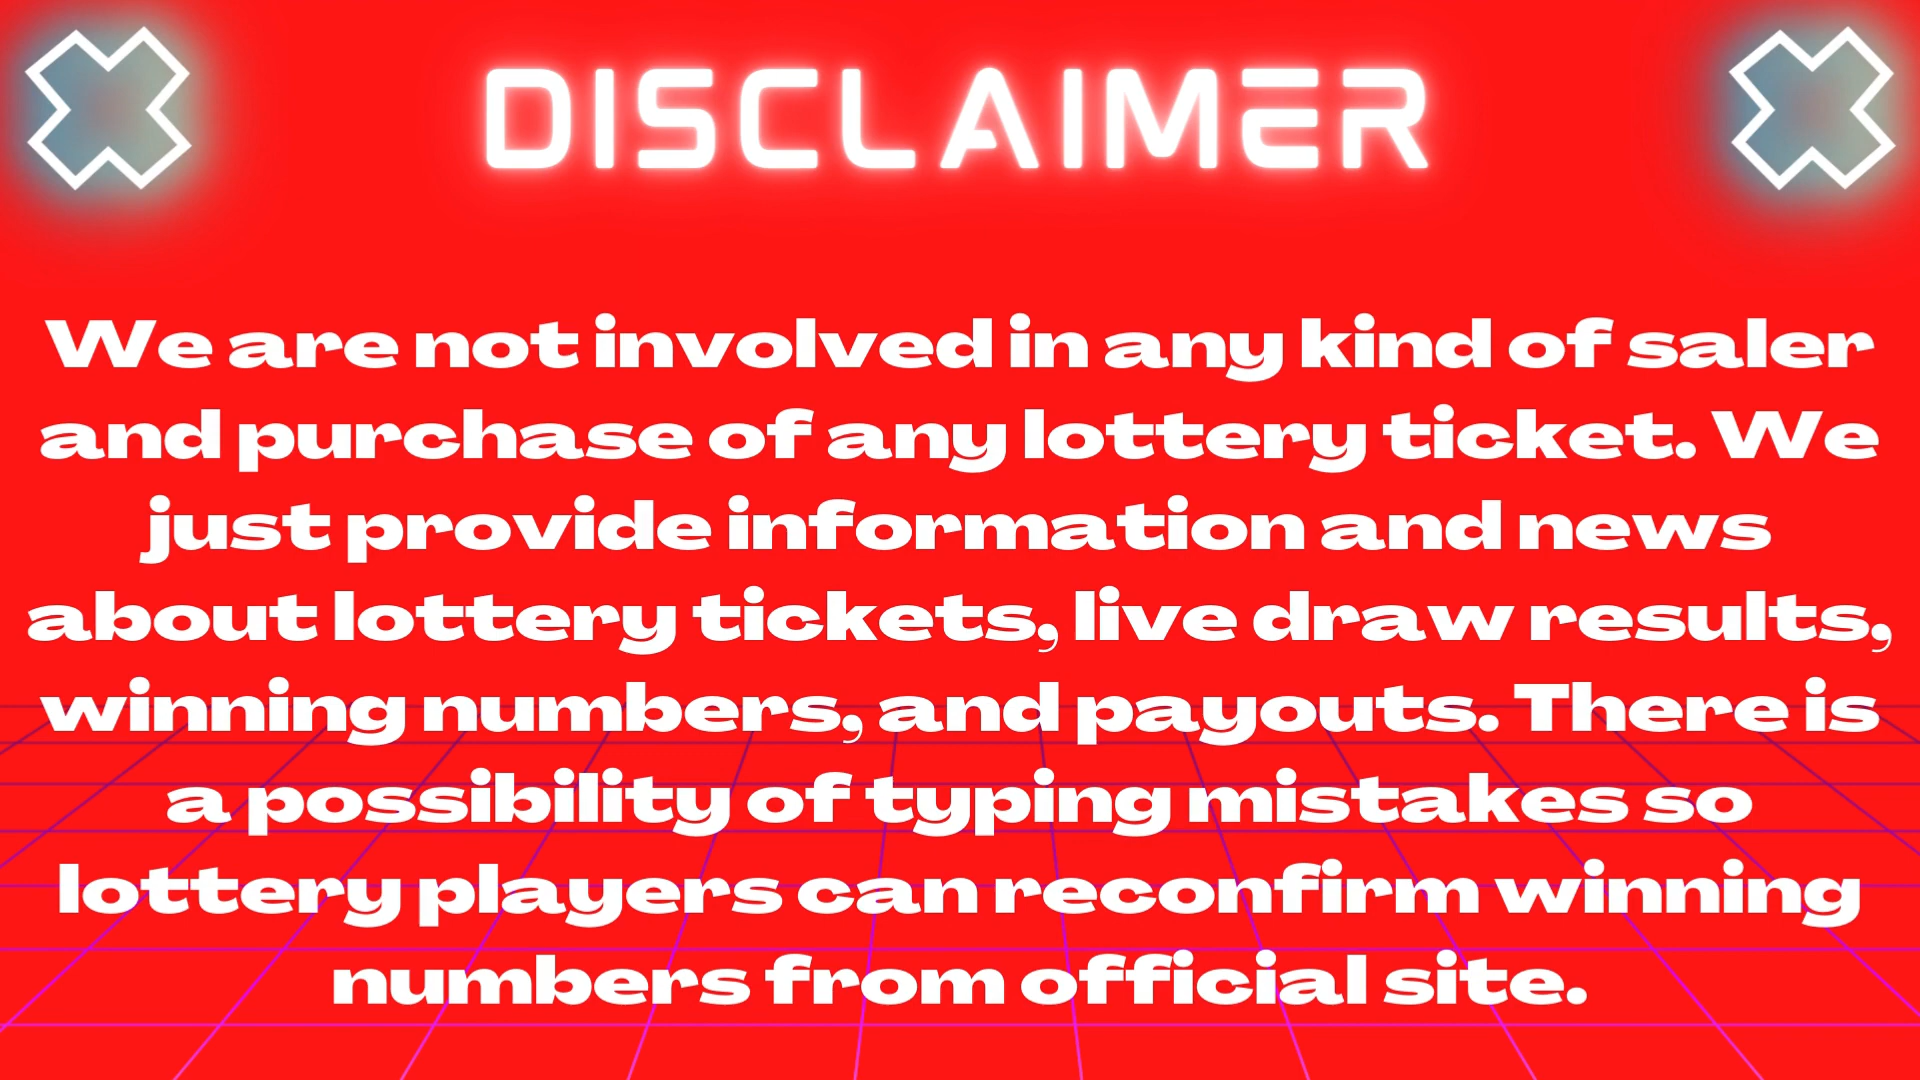 DISCLAIMER
We are not involved in any kind of saler
and purchase of any lottery ticket. We
just provide information and news
about lottery tickets, live draw results,
winning numbers, and payouts. There is
a possibility of typing mistakes so
lottery players can reconfirm winning
numbers from official site.